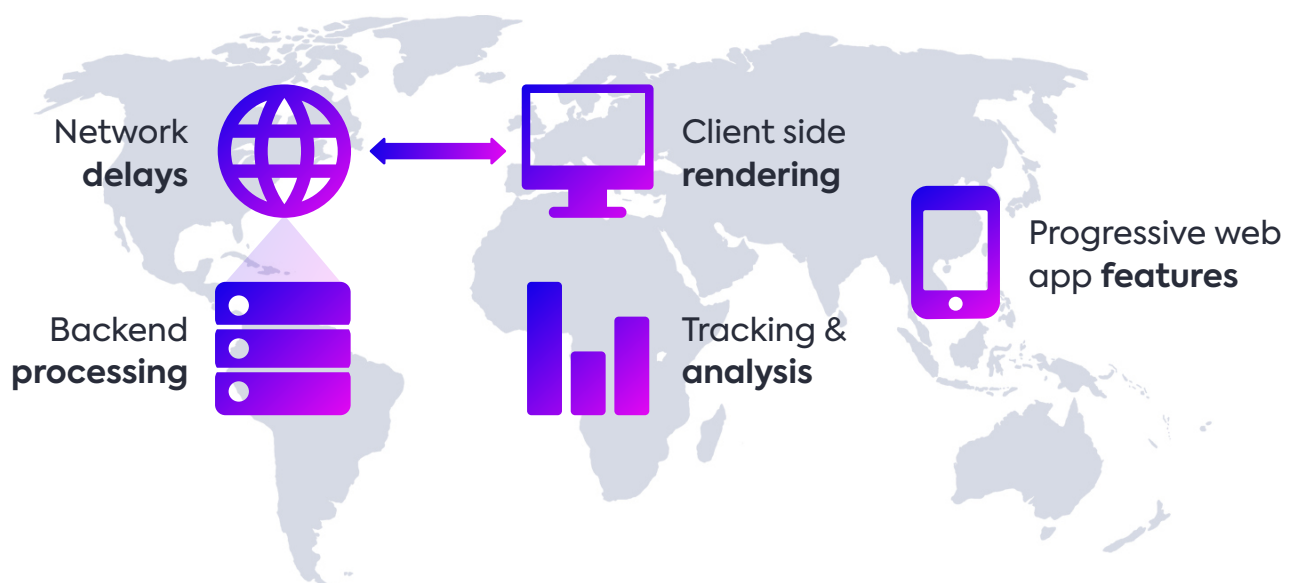 Network
delays
Client side
rendering
Progressive web
app features
Backend
processing
Tracking &
analysis